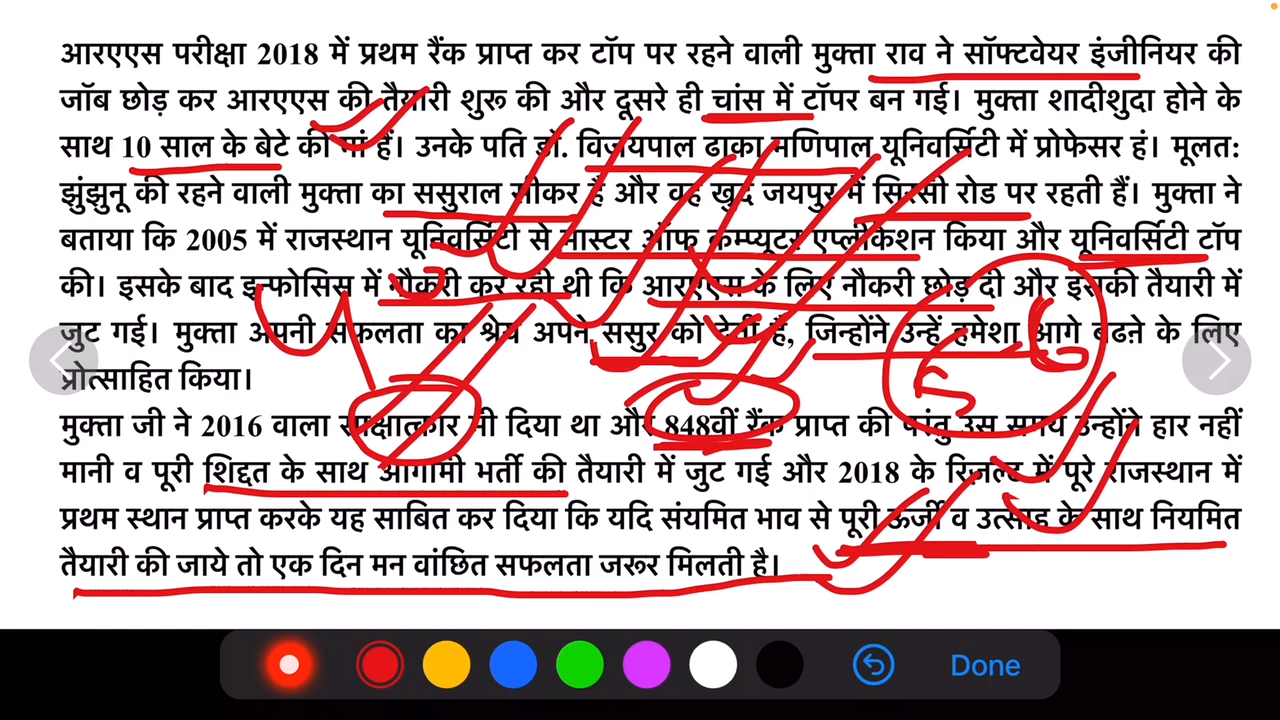 आरएएस परीक्षा 2018 में प्रथम रैंक प्राप्त कर टॉप पर रहने वाली मुक्ता राव ने सॉफ्टवेयर इंजीनियर की
जॉब छोड़ कर आरएएस की तैयारी शुरू की और दूसरे ही चांस में टॉपर बन गई। मुक्ता शादीशुदा होने के
साथ 10 साल के बेटे की मां हैं। उनके पति डॉ. विजयपाल ढाका मणिपाल यूनिवर्सिटी में प्रोफेसर हं। मूलत:
झुंझुनू की रहने वाली मुक्ता का ससुराल सीकर है और वह खुद जयपुर में सिरसी रोड पर रहती हैं। मुक्ता ने
बताया कि 2005 में राजस्थान यूनिवर्सिटी से मास्टर ऑफ कम्प्यूटर एप्लीकेशन किया और यूनिवर्सिटी टॉप
की। इसके बाद इन्फोसिस में नौकरी कर रही थी कि आरएएस के लिए नौकरी छोड़ दी और इसकी तैयारी में
जुट गई। मुक्ता अपनी सफलता का श्रेय अपने ससुर को देती है, जिन्होंने उन्हें हमेशा आगे बढऩे के लिए
प्रोत्साहित किया।
मुक्ता जी ने 2016 वाला साक्षात्कार भी दिया था और 848वीं रैंक प्राप्त की परंतु उस समय उन्होंने हार नहीं
मानी व पूरी शिद्दत के साथ आगामी भर्ती की तैयारी में जुट गई और 2018 के रिजल्ट में पूरे राजस्थान में
प्रथम स्थान प्राप्त करके यह साबित कर दिया कि यदि संयमित भाव से पूरी ऊर्जा व उत्साह के साथ नियमित
तैयारी की जाये तो एक दिन मन वांछित सफलता जरूर मिलती है।
5 6
Done